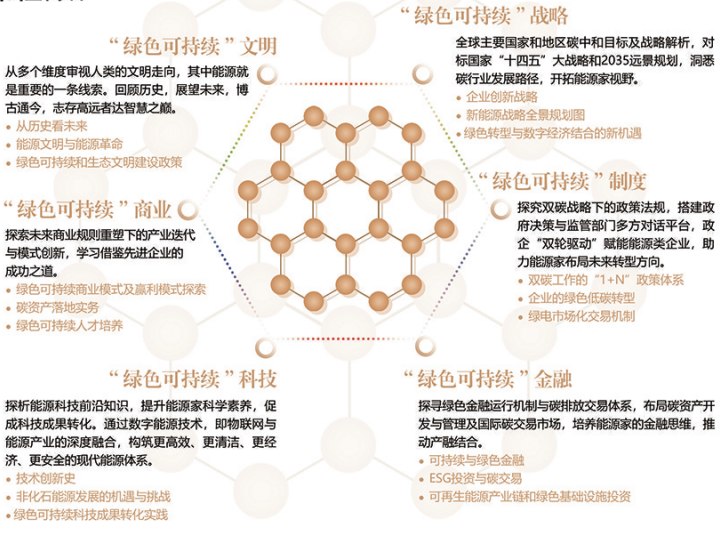 “绿色可持续”文明
从多个维度审视人类的文明走向，其中能源就
是重要的一条线索。回顾历史，展望未来，博
古通今，志存高远者达智慧之巅。
• 从历史看未来
• 能源文明与能源革命
• 绿色可持续和生态文明建设政策
“绿色可持续”战略
全球主要国家和地区碳中和目标及战略解析，对
标国家“十四五”大战略和2035远景规划，洞悉
碳行业发展路径，开拓能源家视野。
• 企业创新战略
• 新能源战略全景规划图
• 绿色转型与数字经济结合的新机遇
“绿色可持续”商业
探索未来商业规则重塑下的产业迭代
与模式创新，学习借鉴先进企业的
成功之道。
• 绿色可持续商业模式及赢利模式探索
• 碳资产落地实务
• 绿色可持续人才培养
“绿色可持续”制度
探究双碳战略下的政策法规，搭建政
府决策与监管部门多方对话平台，政
企“双轮驱动”赋能能源类企业，助
力能源家布局未来转型方向。
• 双碳工作的“1+N”政策体系
• 企业的绿色低碳转型
• 绿电市场化交易机制
“绿色可持续”科技
探析能源科技前沿知识，提升能源家科学素养，促
成科技成果转化。通过数字能源技术，即物联网与
能源产业的深度融合，构筑更高效、更清洁、更经
济、更安全的现代能源体系。
• 技术创新史
• 非化石能源发展的机遇与挑战
• 绿色可持续科技成果转化实践
“绿色可持续”金融
探寻绿色金融运行机制与碳排放交易体系，布局碳资产开
发与管理及国际碳交易市场，培养能源家的金融思维，推
动产融结合。
• 可持续与绿色金融
• ESG投资与碳交易
• 可再生能源产业链和绿色基础设施投资